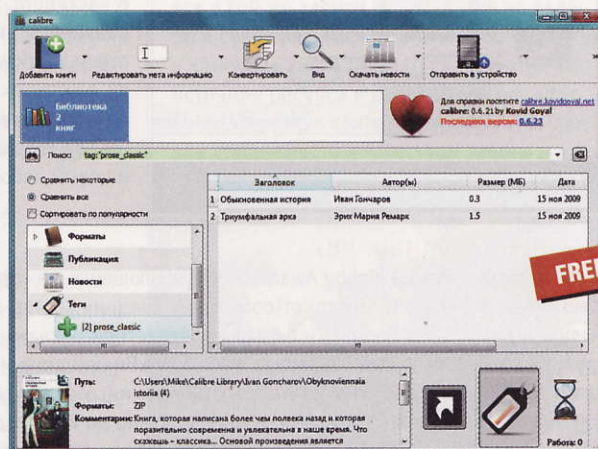 calibre
Добавить книги Редактировать мета информацию Конвертировать Вид Скачать новости Отправить в устройство
Библиотека
2
книг
Для справки посетите calibre.kovidgoyal.net
calibre: 0.6.21 by Kovid Goyal
Последняя версия: 0.6.23
Поиск: tag:"prose_classic"
Сравнить некоторые
Сравнить все
Сортировать по популярности
Заголовок Автор(ы) Размер (МБ) Дата
1 Обыкновенная история Иван Гончаров 0.3 15 ноя 2009
2 Триумфальная арка Эрих Мария Ремарк 1.5 15 ноя 2009
Форматы
Публикация
Новости
Теги
[2] prose_classic
FREE
Путь: C:\Users\Mike\Calibre Library\Ivan Goncharov\Obyknoviennaia
istoriia (4)
Форматы: ZIP
Комментарии: Книга, которая написана более чем полвека назад и которая
поразительно современна и увлекательна в наше время. Что
скажешь - классика... Основой произведения является
Работа: 0